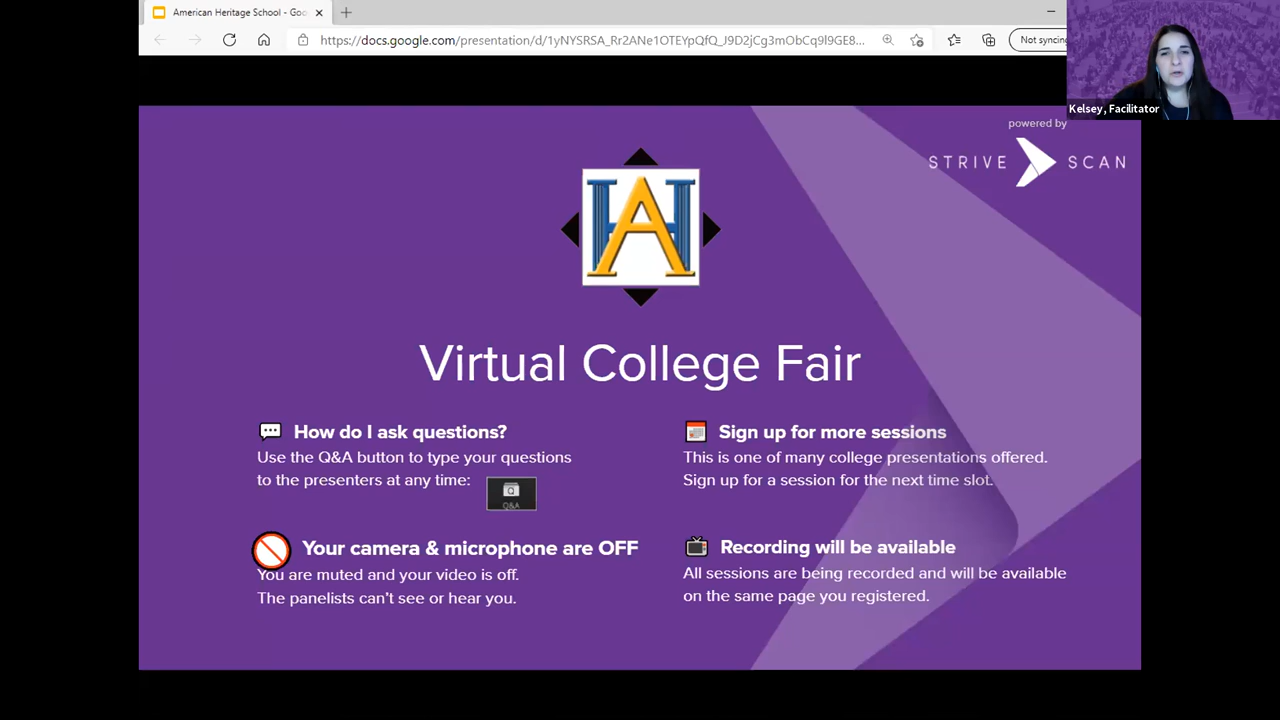 American Heritage School - Goo
https://docs.google.com/presentation/d/1yNYSRSA_Rr2ANe1OTEYpQfQ_J9D2jCg3mObCq9l9GE8...
Not syncing
Kelsey, Facilitator
powered by
STRIVE SCAN
AH
Virtual College Fair
How do I ask questions?
Use the Q&A button to type your questions
to the presenters at any time:
Q
Q&A
Sign up for more sessions
This is one of many college presentations offered.
Sign up for a session for the next time slot.
Your camera & microphone are OFF
You are muted and your video is off.
The panelists can't see or hear you.
Recording will be available
All sessions are being recorded and will be available
on the same page you registered.